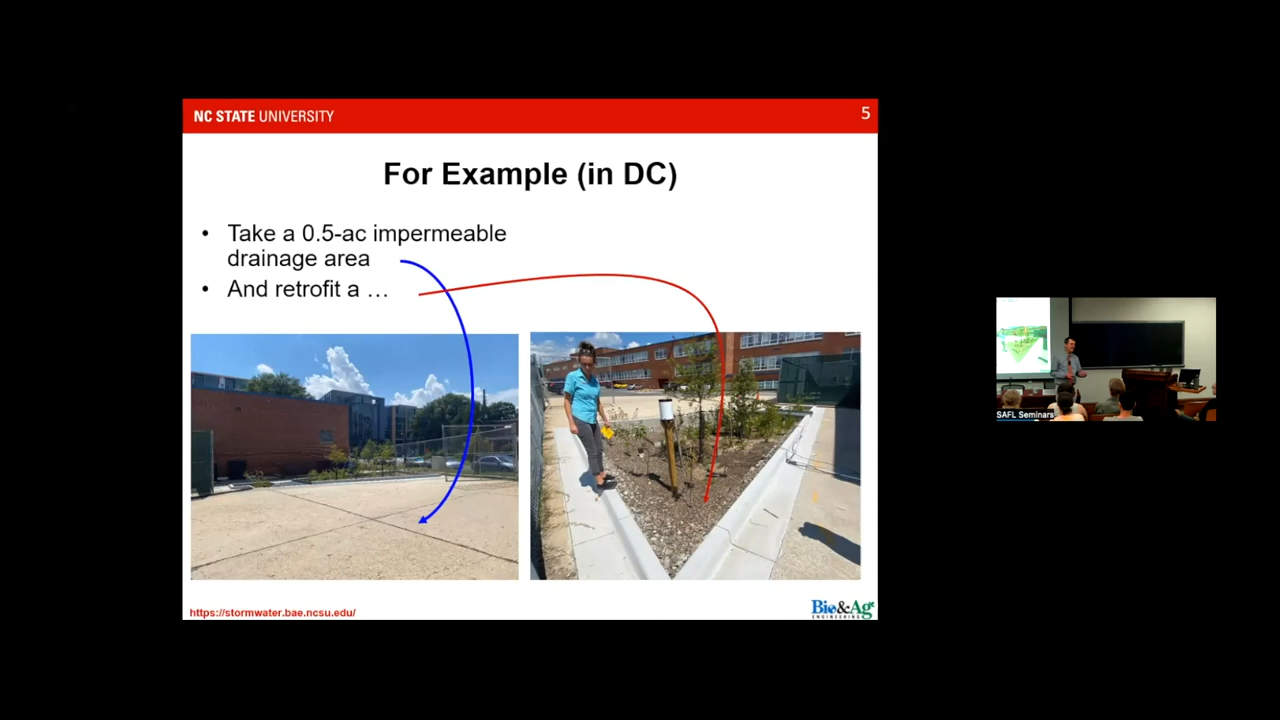 NC STATE UNIVERSITY
5
For Example (in DC)
• Take a 0.5-ac impermeable
drainage area
• And retrofit a …
SAFL Seminars
https://stormwater.bae.ncsu.edu/
Bio&Ag
ENGINEERING